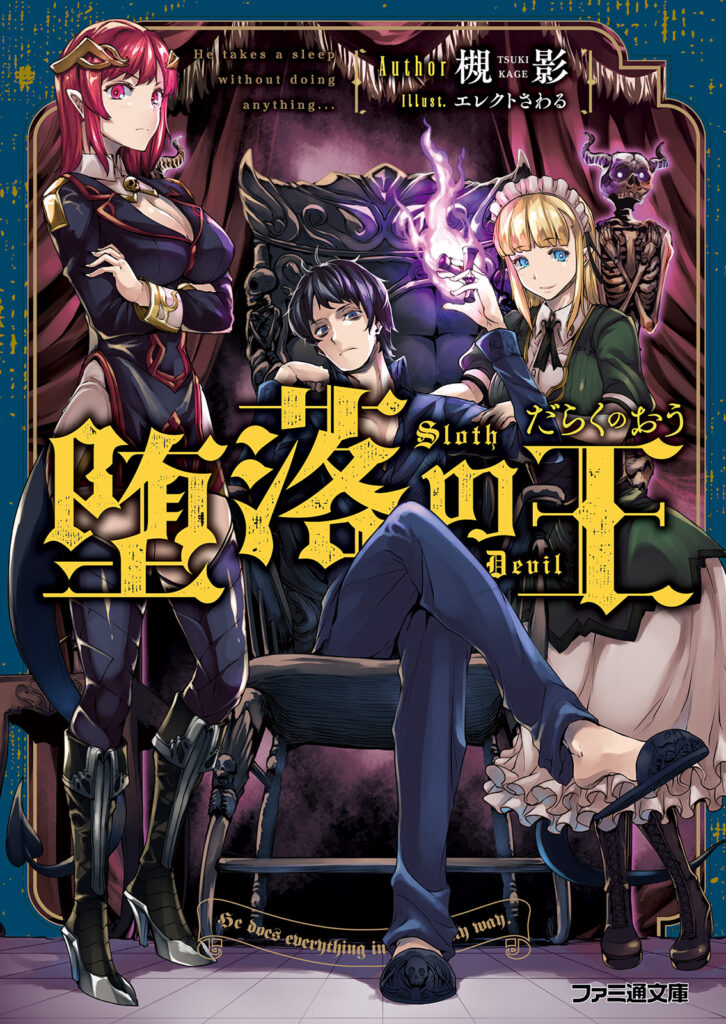 He takes a sleep
without doing
anything...
Author 槻影
TSUKI
KAGE
Illust. エレクトさわる
堕落の王
だらくのおう
Sloth
Devil
He does everything in way.
ファミ通文庫